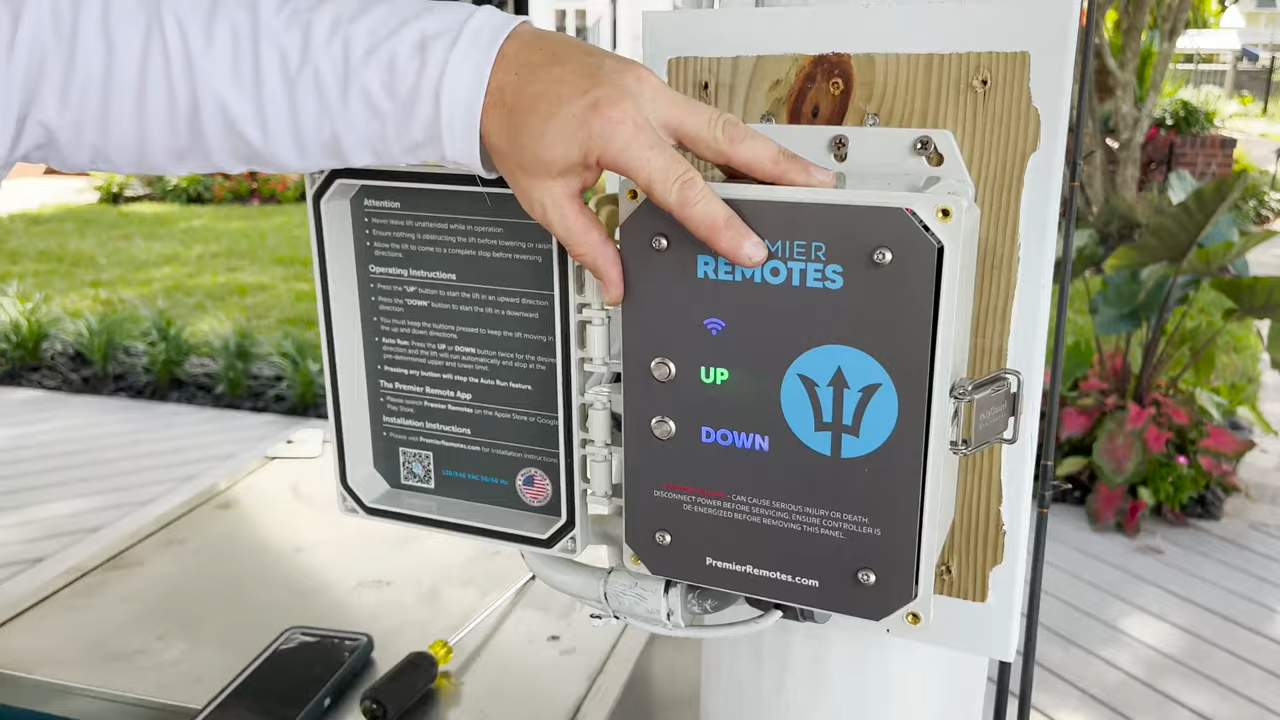 Attention
• Never leave lift unattended while in operation.
• Ensure nothing is obstructing the lift before lowering or raisin
• Allow the lift to come to a complete stop before reversing
directions.
Operating Instructions
• Press the "UP" button to start the lift in an upward direction
• Press the "DOWN" button to start the lift in a downward
direction.
• You must keep the buttons pressed to keep the lift moving in
the up and down directions.
• Auto Run: Press the UP or DOWN button twice for the desire
direction and the lift will run automatically and stop at the
pre-determined upper and lower limit.
• Pressing any button will stop the Auto Run feature.
The Premier Remote App
• Please search Premier Remotes on the Apple Store or Google
Play Store.
Installation Instructions
• Please visit PremierRemotes.com for installation instructions
120/240 VAC 50/60 Hz
MIER
REMOTES
UP
DOWN
- CAN CAUSE SERIOUS INJURY OR DEATH.
DISCONNECT POWER BEFORE SERVICING. ENSURE CONTROLLER IS
DE-ENERGIZED BEFORE REMOVING THIS PANEL.
PremierRemotes.com